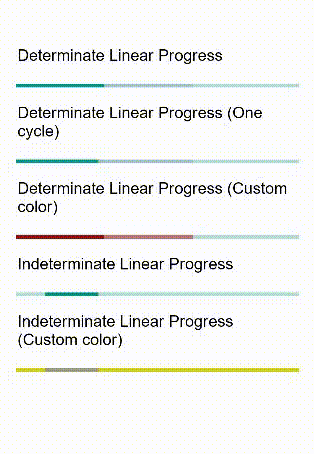 Determinate Linear Progress
Determinate Linear Progress (One
cycle)
Determinate Linear Progress (Custom
color)
Indeterminate Linear Progress
Indeterminate Linear Progress
(Custom color)